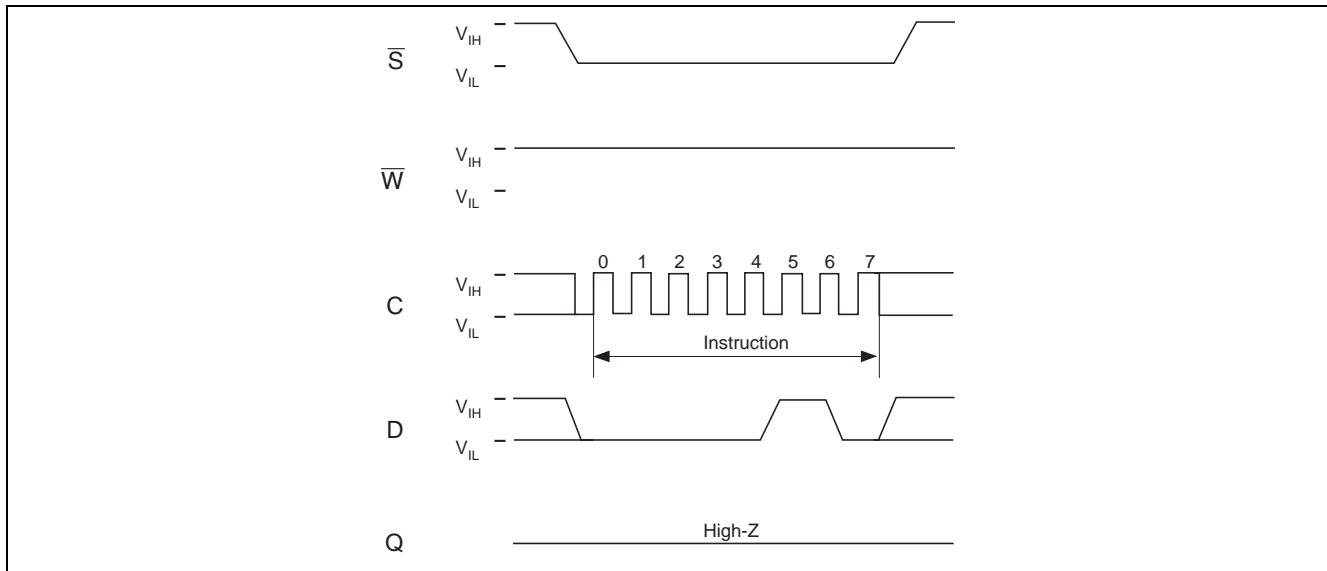 V_IH
S̅
V_IL
V_IH
W̅
V_IL
0 1 2 3 4 5 6 7
V_IH
C
V_IL
Instruction
V_IH
D
V_IL
High-Z
Q